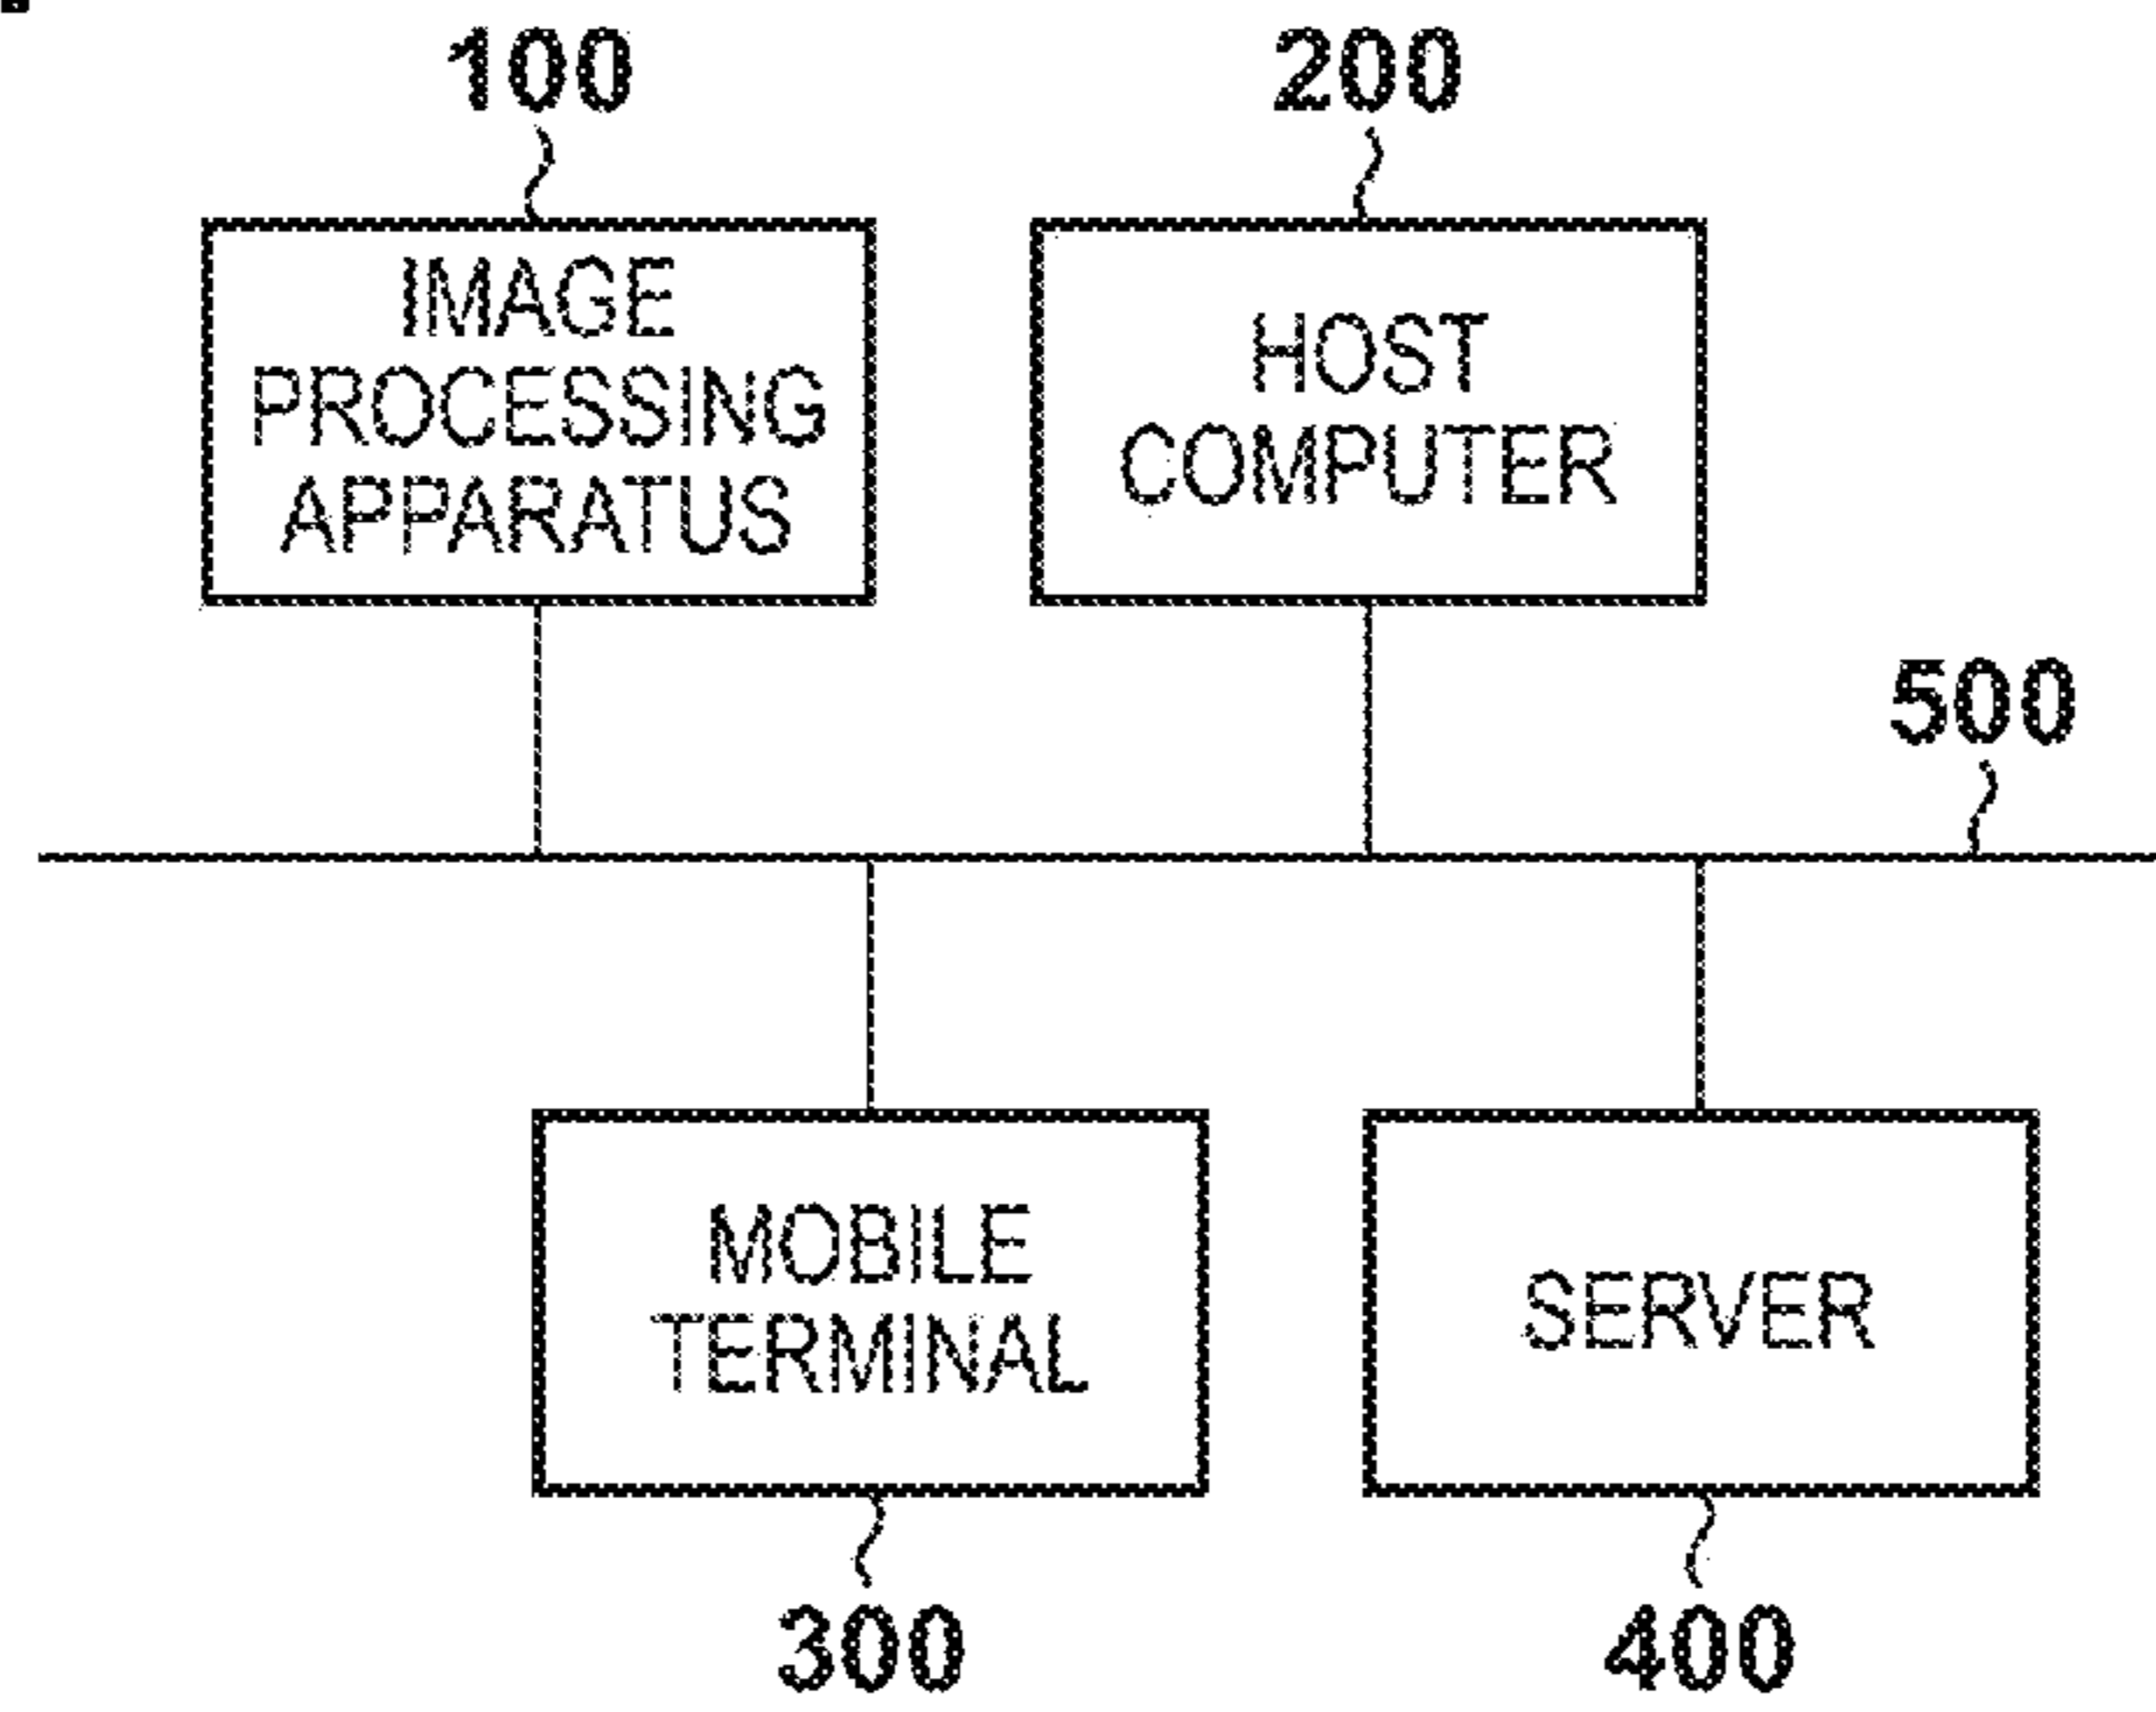 100
200
IMAGE
PROCESSING
APPARATUS
HOST
COMPUTER
500
MOBILE
TERMINAL
SERVER
300
400